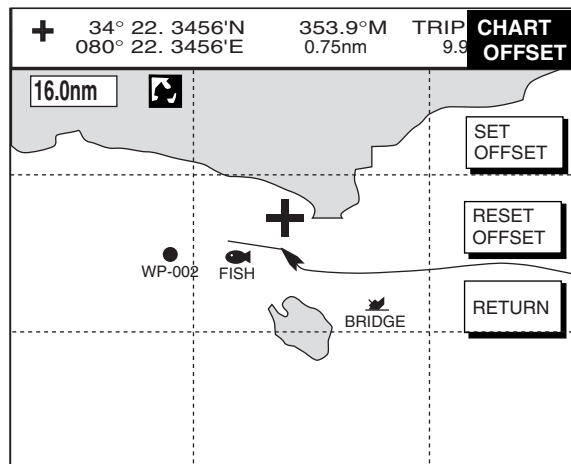 34° 22. 3456'N 353.9°M TRIP
080° 22. 3456'E 0.75nm 9.9
CHART
OFFSET
16.0nm
SET
OFFSET
RESET
OFFSET
WP-002 FISH
RETURN
BRIDGE